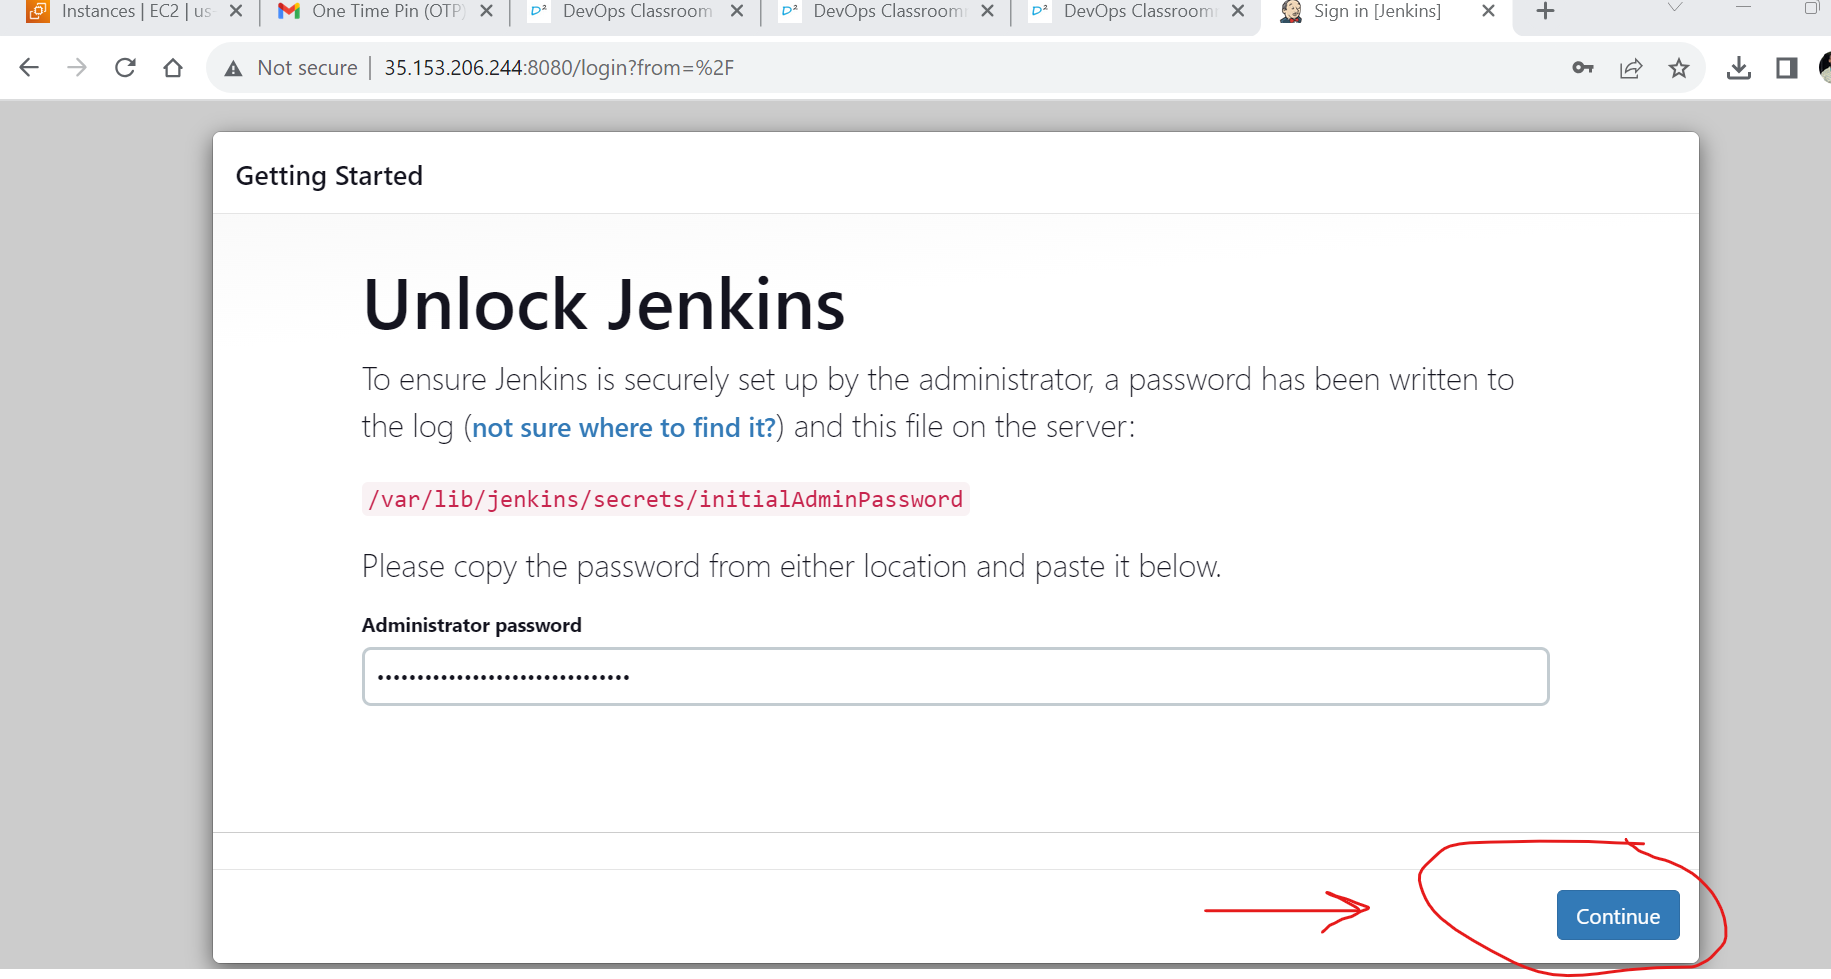 Instances | EC2 | us-
One Time Pin (OTP)
DevOps Classroom
DevOps Classroom
DevOps Classroom
Sign in [Jenkins]
Not secure | 35.153.206.244:8080/login?from=%2F
Getting Started
Unlock Jenkins
To ensure Jenkins is securely set up by the administrator, a password has been written to
the log (not sure where to find it?) and this file on the server:
/var/lib/jenkins/secrets/initialAdminPassword
Please copy the password from either location and paste it below.
Administrator password
••••••••••••••••••••••••••••••••
Continue